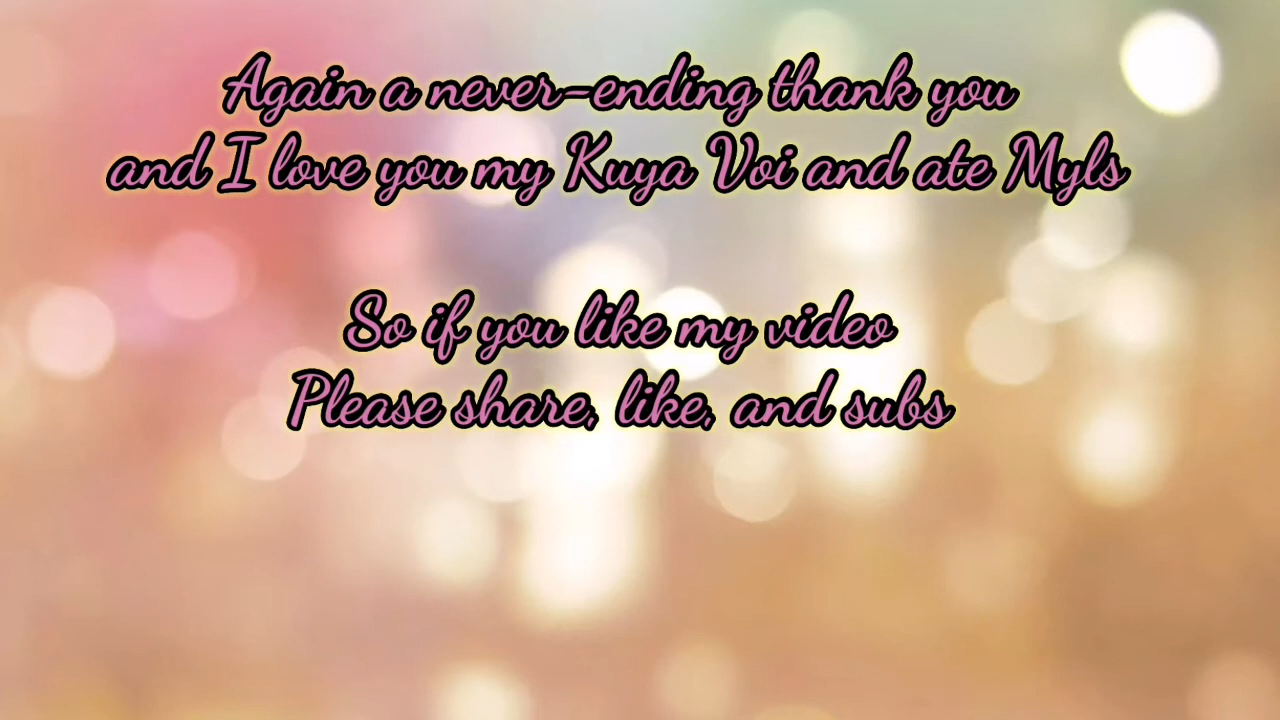 Again a never-ending thank you
and I love you my Kuya Voi and ate Myls
So if you like my video
Please share, like, and subs